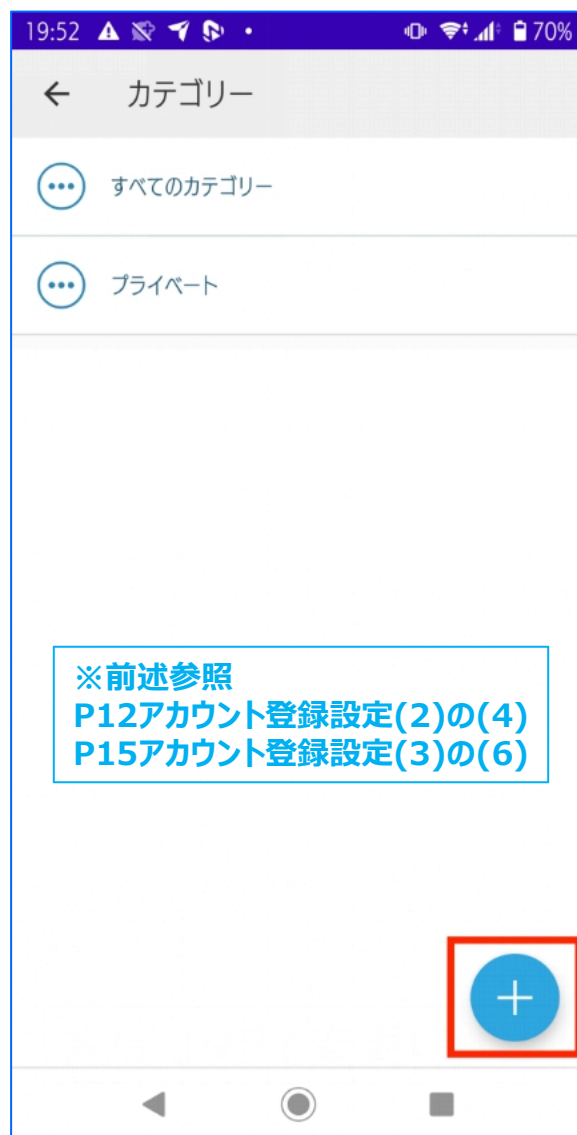 19:52
70%
カテゴリー
すべてのカテゴリー
プライベート
※前述参照
P12アカウント登録設定(2)の(4)
P15アカウント登録設定(3)の(6)